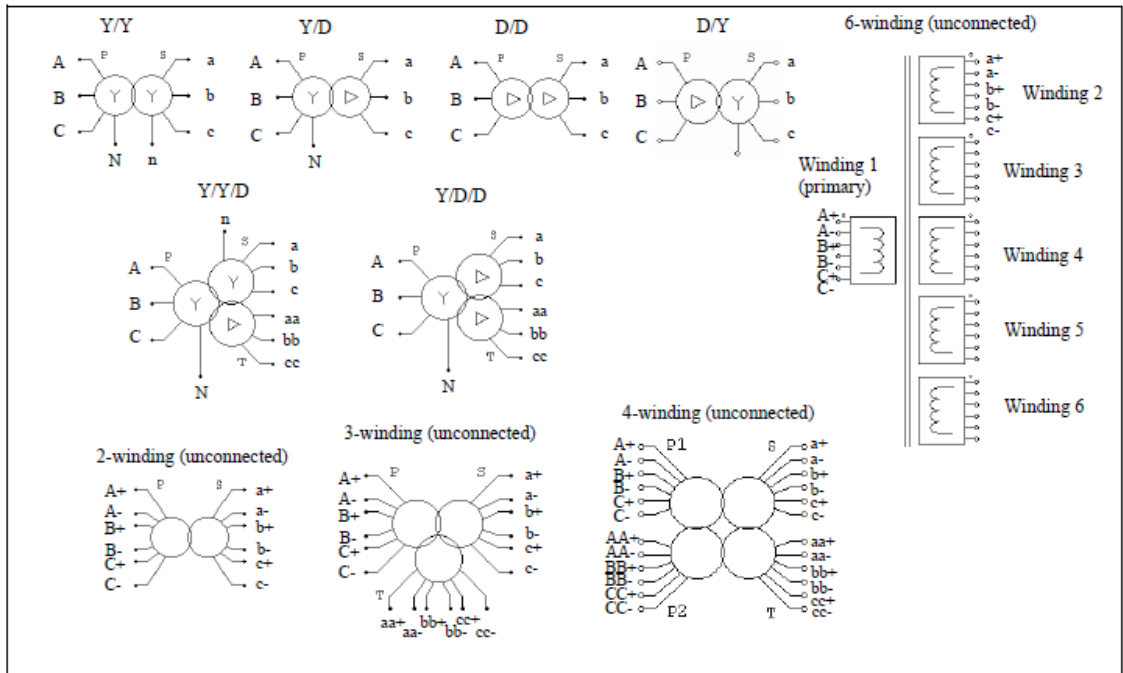 Y/Y
P S
A a
B b
C c
N n
Y Y
Y/D
P S
A a
B b
C c
N
Y
D/D
P S
A a
B b
C c
D/Y
P S
A a
B b
C c
Y
6-winding (unconnected)
a+
a-
b+
b-
c+
c-
Winding 2
Winding 3
Winding 4
Winding 5
Winding 6
Winding 1
(primary)
A+
A-
B+
B-
C+
C-
Y/Y/D
n
P S
A a
B b
C c
Y Y
aa
bb
cc
T
N
Y/D/D
P S
A a
B b
C c
Y
aa
bb
cc
T
N
2-winding (unconnected)
P S
A+ a+
A- a-
B+ b+
B- b-
C+ c+
C- c-
3-winding (unconnected)
P S
A+ a+
A- a-
B+ b+
B- b-
C+ c+
C- c-
T
aa+ bb+ cc+
aa- bb- cc-
4-winding (unconnected)
P1 S
A+ a+
A- a-
B+ b+
B- b-
C+ c+
C- c-
AA+ aa+
AA- aa-
BB+ bb+
BB- bb-
CC+ cc+
CC- cc-
P2 T